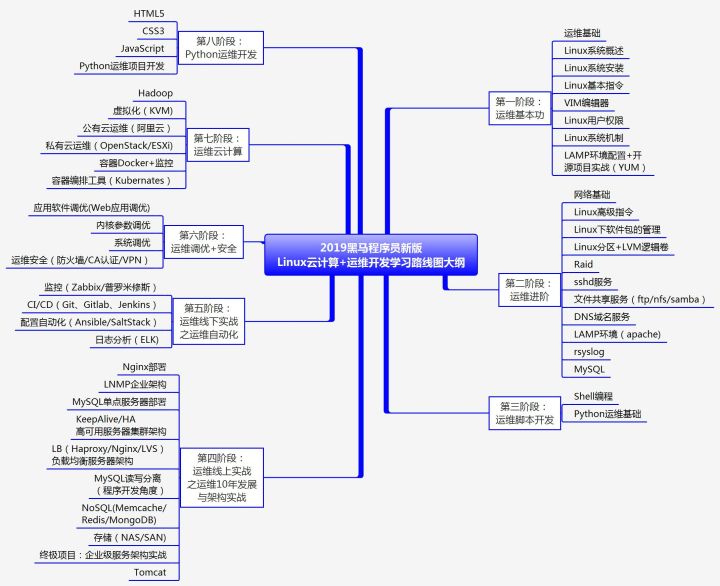 2019黑马程序员新版
Linux云计算+运维开发学习路线图大纲
第一阶段：
运维基本功
运维基础
Linux系统概述
Linux系统安装
Linux基本指令
VIM编辑器
Linux用户权限
Linux系统机制
LAMP环境配置+开
源项目实战（YUM）
第二阶段：
运维进阶
网络基础
Linux高级指令
Linux下软件包的管理
Linux分区+LVM逻辑卷
Raid
sshd服务
文件共享服务（ftp/nfs/samba）
DNS域名服务
LAMP环境（apache)
rsyslog
MySQL
第三阶段：
运维脚本开发
Shell编程
Python运维基础
第四阶段：
运维线上实战
之运维10年发展
与架构实战
Nginx部署
LNMP企业架构
MySQL单点服务器部署
KeepAlive/HA
高可用服务器集群架构
LB（Haproxy/Nginx/LVS）
负载均衡服务器架构
MySQL读写分离
（程序开发角度）
NoSQL(Memcache/
Redis/MongoDB)
存储（NAS/SAN)
终极项目：企业级服务架构实战
Tomcat
第五阶段：
运维线下实战
之运维自动化
监控（Zabbix/普罗米修斯）
CI/CD（Git、Gitlab、Jenkins）
配置自动化（Ansible/SaltStack）
日志分析（ELK)
第六阶段：
运维调优+安全
应用软件调优(Web应用调优)
内核参数调优
系统调优
运维安全（防火墙/CA认证/VPN）
第七阶段：
运维云计算
Hadoop
虚拟化（KVM)
公有云运维（阿里云）
私有云运维（OpenStack/ESXi)
容器Docker+监控
容器编排工具（Kubernates）
第八阶段：
Python运维开发
HTML5
CSS3
JavaScript
Python运维项目开发